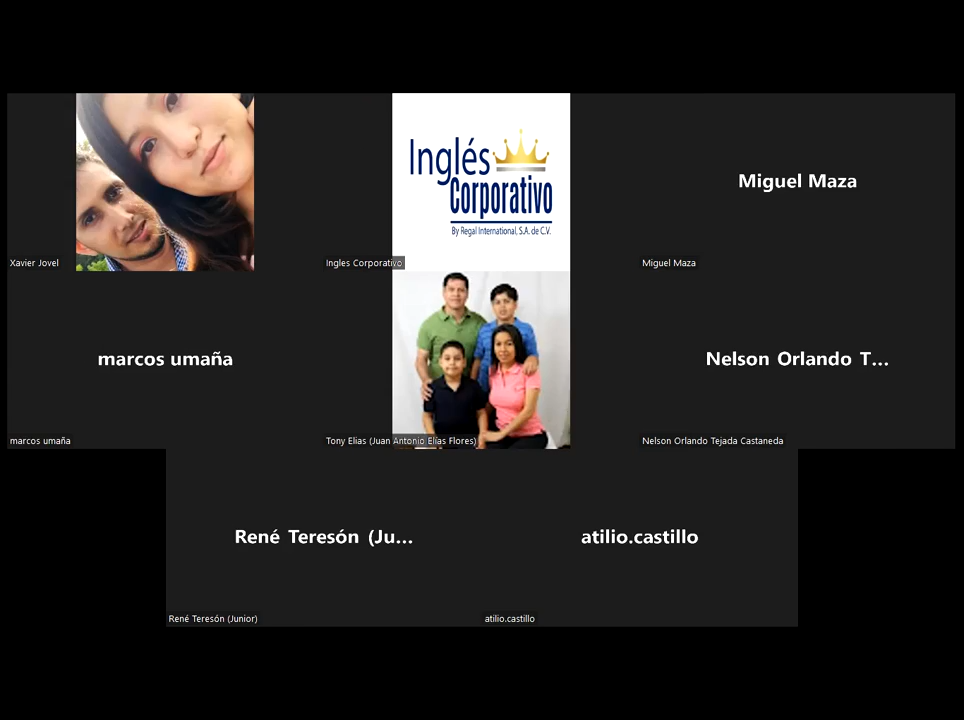 Inglés
Corporativo
By Regal International, S.A. de C.V.
Miguel Maza
Xavier Jovel
Ingles Corporativo
Miguel Maza
marcos umaña
Nelson Orlando T...
marcos umaña
Tony Elias (Juan Antonio Elías Flores)
Nelson Orlando Tejada Castaneda
René Teresón (Ju...
atilio.castillo
René Teresón (Junior)
atilio.castillo